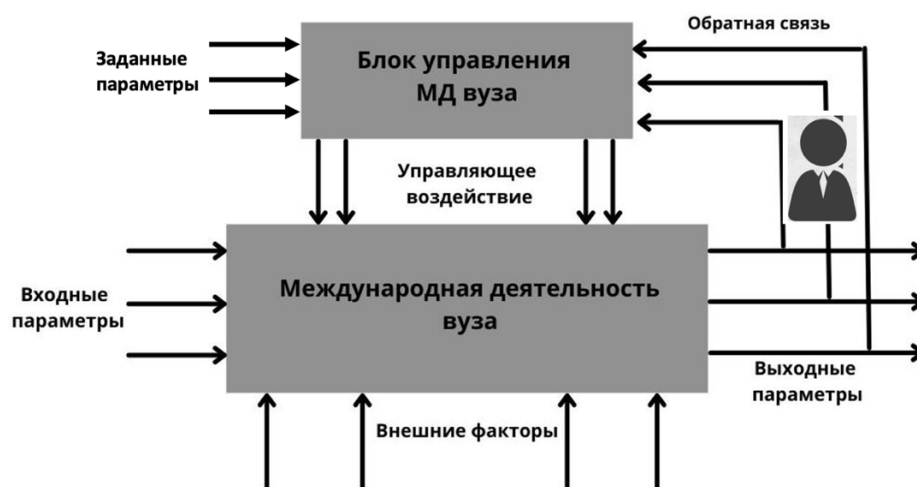 Обратная связь
Заданные
параметры
Блок управления
МД вуза
Управляющее
воздействие
Входные
параметры
Международная деятельность
вуза
Выходные
параметры
Внешние факторы